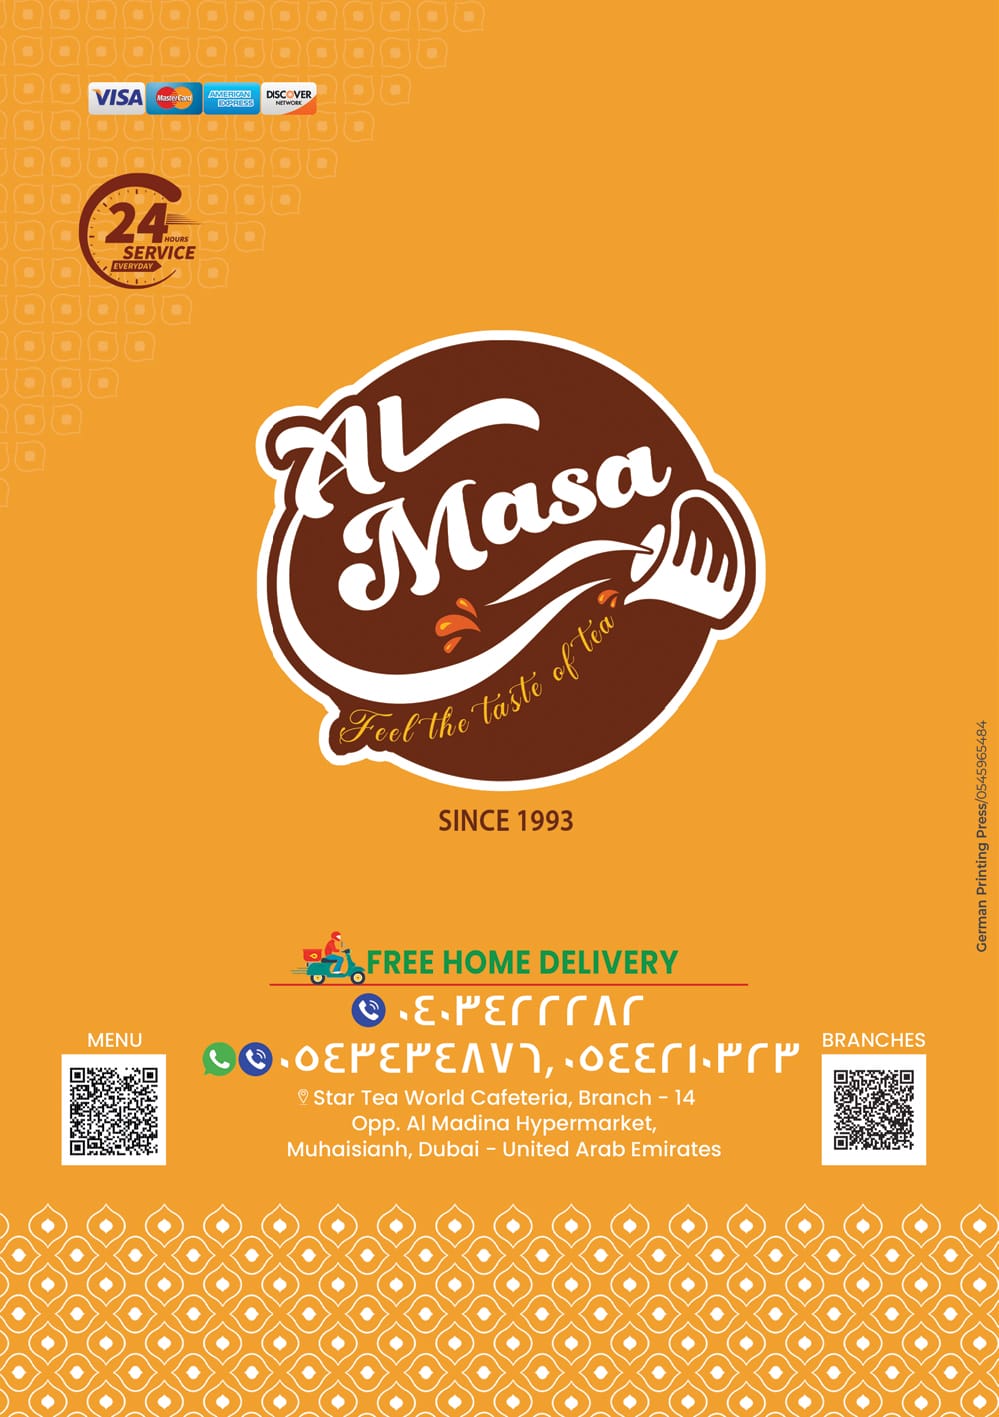 VISA MasterCard AMERICAN EXPRESS DISCOVER NETWORK
24 HOURS
SERVICE
EVERYDAY
Al
Masa
Feel the taste of tea
SINCE 1993
German Printing Press/0545965484
FREE HOME DELIVERY
٠٤٠٣٤٢٢٢٨٢
٠٥٤٣٤٣٤٨٧٦, ٠٥٤٤٢١٠٣٢٣
MENU
BRANCHES
Star Tea World Cafeteria, Branch - 14
Opp. Al Madina Hypermarket,
Muhaisianh, Dubai - United Arab Emirates